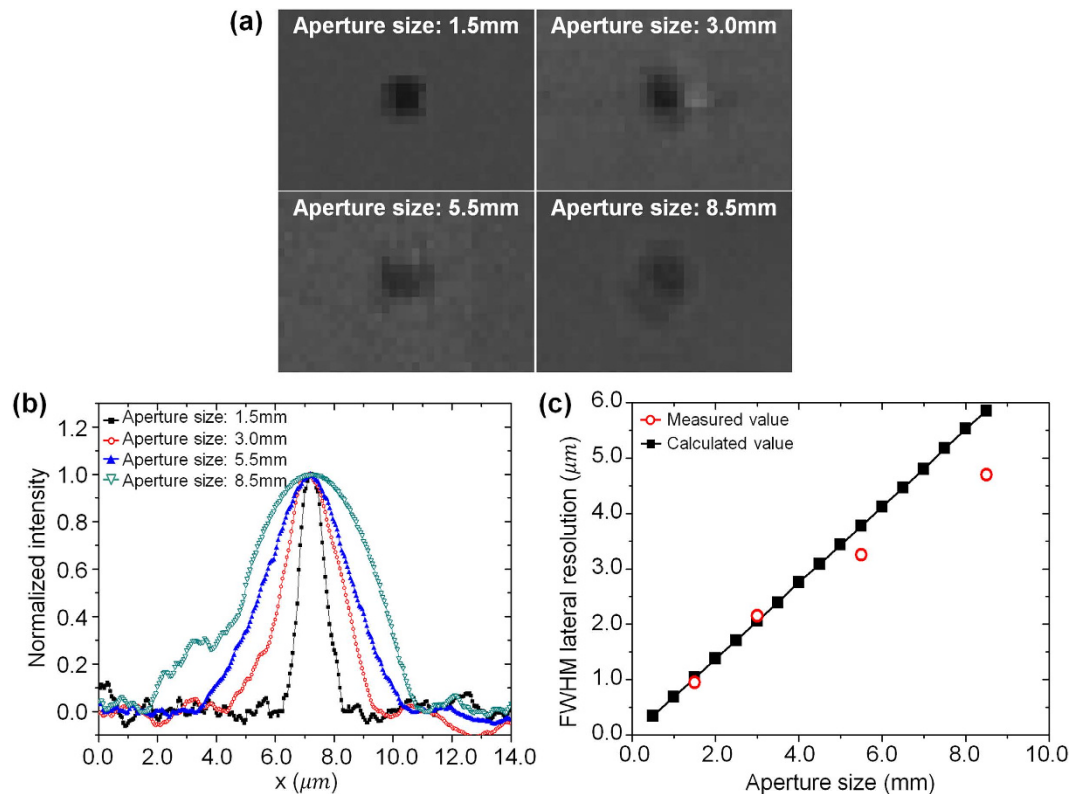 (a)
Aperture size: 1.5mm
3.0mm
Aperture size: 5.5mm
Aperture size: 8.5mm
(b)
Aperture size: 1.5mm
Aperture size: 3.0mm
Aperture size: 5.5mm
Aperture size: 8.5mm
1.2
1.0
0.8
0.6
0.4
0.2
0.0
Normalized intensity
0.0 2.0 4.0 6.0 8.0 10.0 12.0 14.0
x (μm)
(c)
Measured value
Calculated value
6.0
5.0
4.0
3.0
2.0
1.0
0.0
FWHM lateral resolution (μm)
0.0 2.0 4.0 6.0 8.0 10.0
Aperture size (mm)